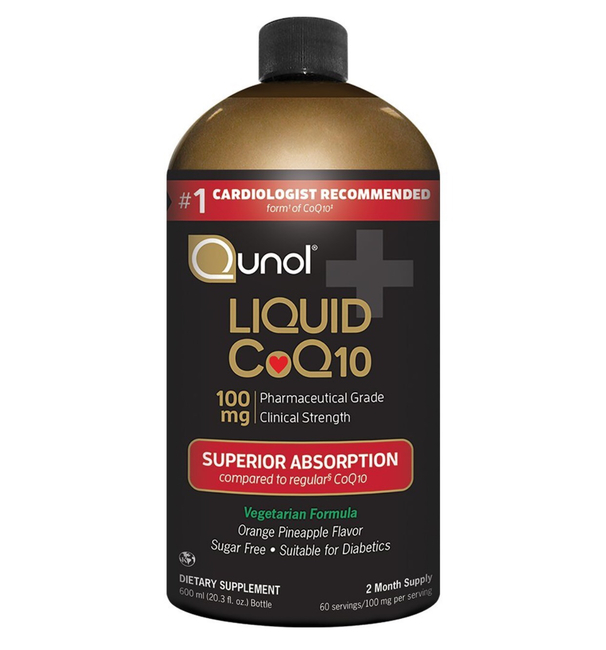 #1 CARDIOLOGIST RECOMMENDED
form† of CoQ10‡
Qunol®
LIQUID
CoQ10
100 mg
Pharmaceutical Grade
Clinical Strength
SUPERIOR ABSORPTION
compared to regular§ CoQ10
Vegetarian Formula
Orange Pineapple Flavor
Sugar Free • Suitable for Diabetics
DIETARY SUPPLEMENT
600 ml (20.3 fl. oz.) Bottle
2 Month Supply
60 servings/100 mg per serving